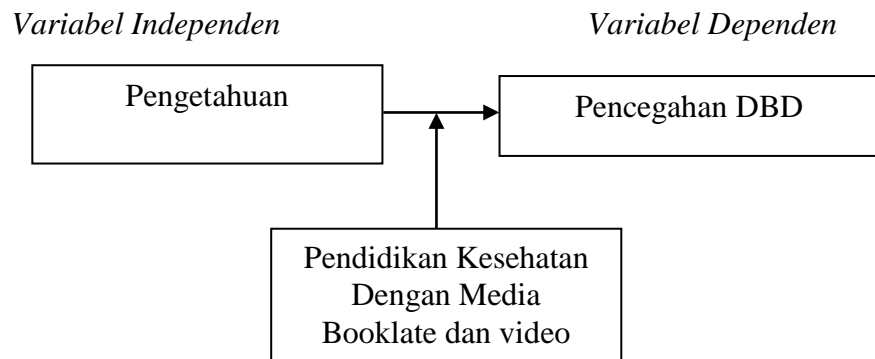 Variabel Independen
Variabel Dependen
Pengetahuan
Pencegahan DBD
Pendidikan Kesehatan
Dengan Media
Booklate dan video